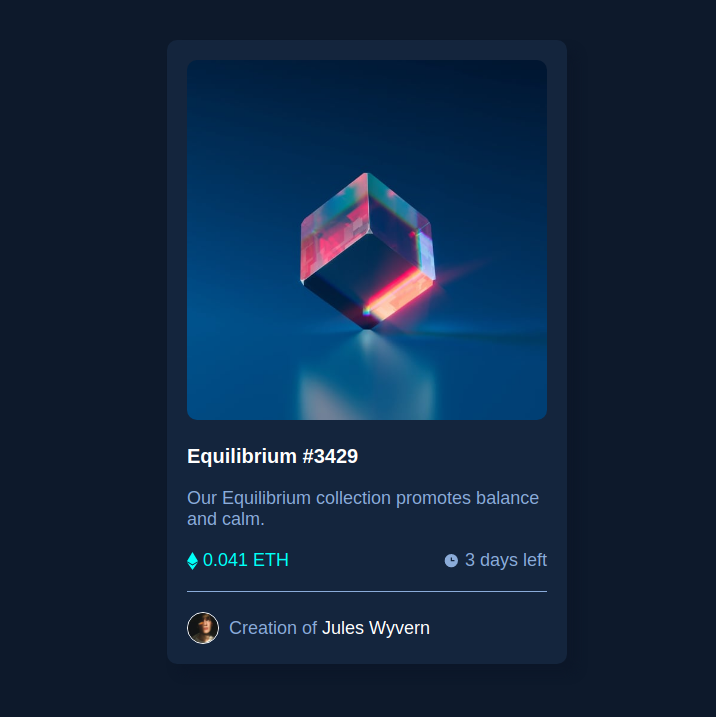 Equilibrium #3429
Our Equilibrium collection promotes balance
and calm.
0.041 ETH
3 days left
Creation of Jules Wyvern